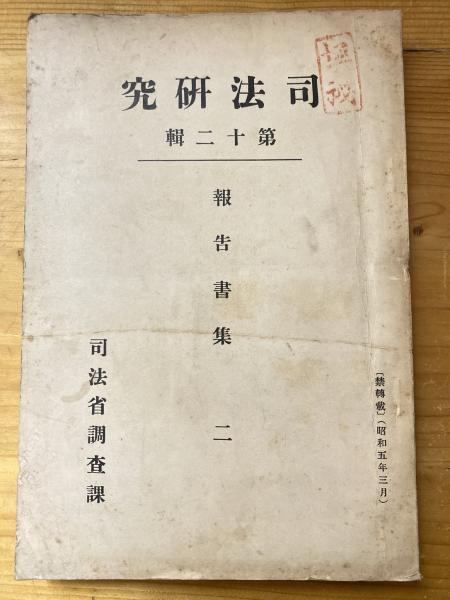 司法研究
第十二輯
報告書集 二
司法省調査課
〔禁轉載〕(昭和五年三月)